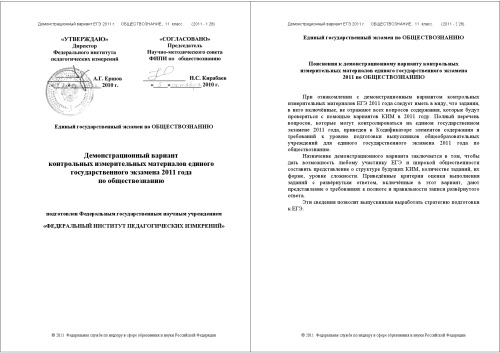 Демонстрационный вариант ЕГЭ 2011 г. ОБЩЕСТВОЗНАНИЕ, 11 класс. (2011 - 1 / 28)
«УТВЕРЖДАЮ»
Директор
Федерального института
педагогических измерений
А.Г. Ершов
2010 г.
«СОГЛАСОВАНО»
Председатель
Научно-методического совета
ФИПИ по обществознанию
Н.С. Кирабаев
2010 г.
Единый государственный экзамен по ОБЩЕСТВОЗНАНИЮ
Демонстрационный вариант
контрольных измерительных материалов единого
государственного экзамена 2011 года
по обществознанию
подготовлен Федеральным государственным научным учреждением
«ФЕДЕРАЛЬНЫЙ ИНСТИТУТ ПЕДАГОГИЧЕСКИХ ИЗМЕРЕНИЙ»
© 2011 Федеральная служба по надзору в сфере образования и науки Российской Федерации
Демонстрационный вариант ЕГЭ 2011 г. ОБЩЕСТВОЗНАНИЕ, 11 класс. (2011 - 2 / 28)
Единый государственный экзамен по ОБЩЕСТВОЗНАНИЮ
Пояснения к демонстрационному варианту контрольных
измерительных материалов единого государственного экзамена
2011 по ОБЩЕСТВОЗНАНИЮ
При ознакомлении с демонстрационным вариантом контрольных
измерительных материалов ЕГЭ 2011 года следует иметь в виду, что задания,
в него включённые, не отражают всех вопросов содержания, которые будут
проверяться с помощью вариантов КИМ в 2011 году. Полный перечень
вопросов, которые могут контролироваться на едином государственном
экзамене 2011 года, приведен в Кодификаторе элементов содержания и
требований к уровню подготовки выпускников общеобразовательных
учреждений для единого государственного экзамена 2011 года по
обществознанию.
Назначение демонстрационного варианта заключается в том, чтобы
дать возможность любому участнику ЕГЭ и широкой общественности
составить представление о структуре будущих КИМ, количестве заданий, их
форме, уровне сложности. Приведённые критерии оценки выполнения
заданий с развернутым ответом, включённые в этот вариант, дают
представление о требованиях к полноте и правильности записи развернутого
ответа.
Эти сведения позволят выпускникам выработать стратегию подготовки
к ЕГЭ.
© 2011 Федеральная служба по надзору в сфере образования и науки Российской Федерации